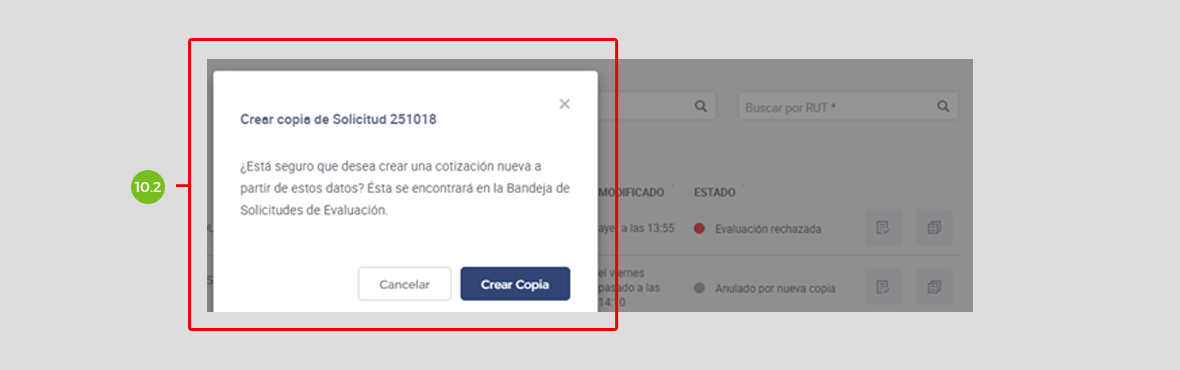 Buscar por RUT *
Crear copia de Solicitud 251018
¿Está seguro que desea crear una cotización nueva a
partir de estos datos? Ésta se encontrará en la Bandeja de
Solicitudes de Evaluación.
Cancelar
Crear Copia
10.2
MODIFICADO
ESTADO
ayer a las 13:55
Evaluación rechazada
el viernes
pasado a las
14:10
Anulado por nueva copia